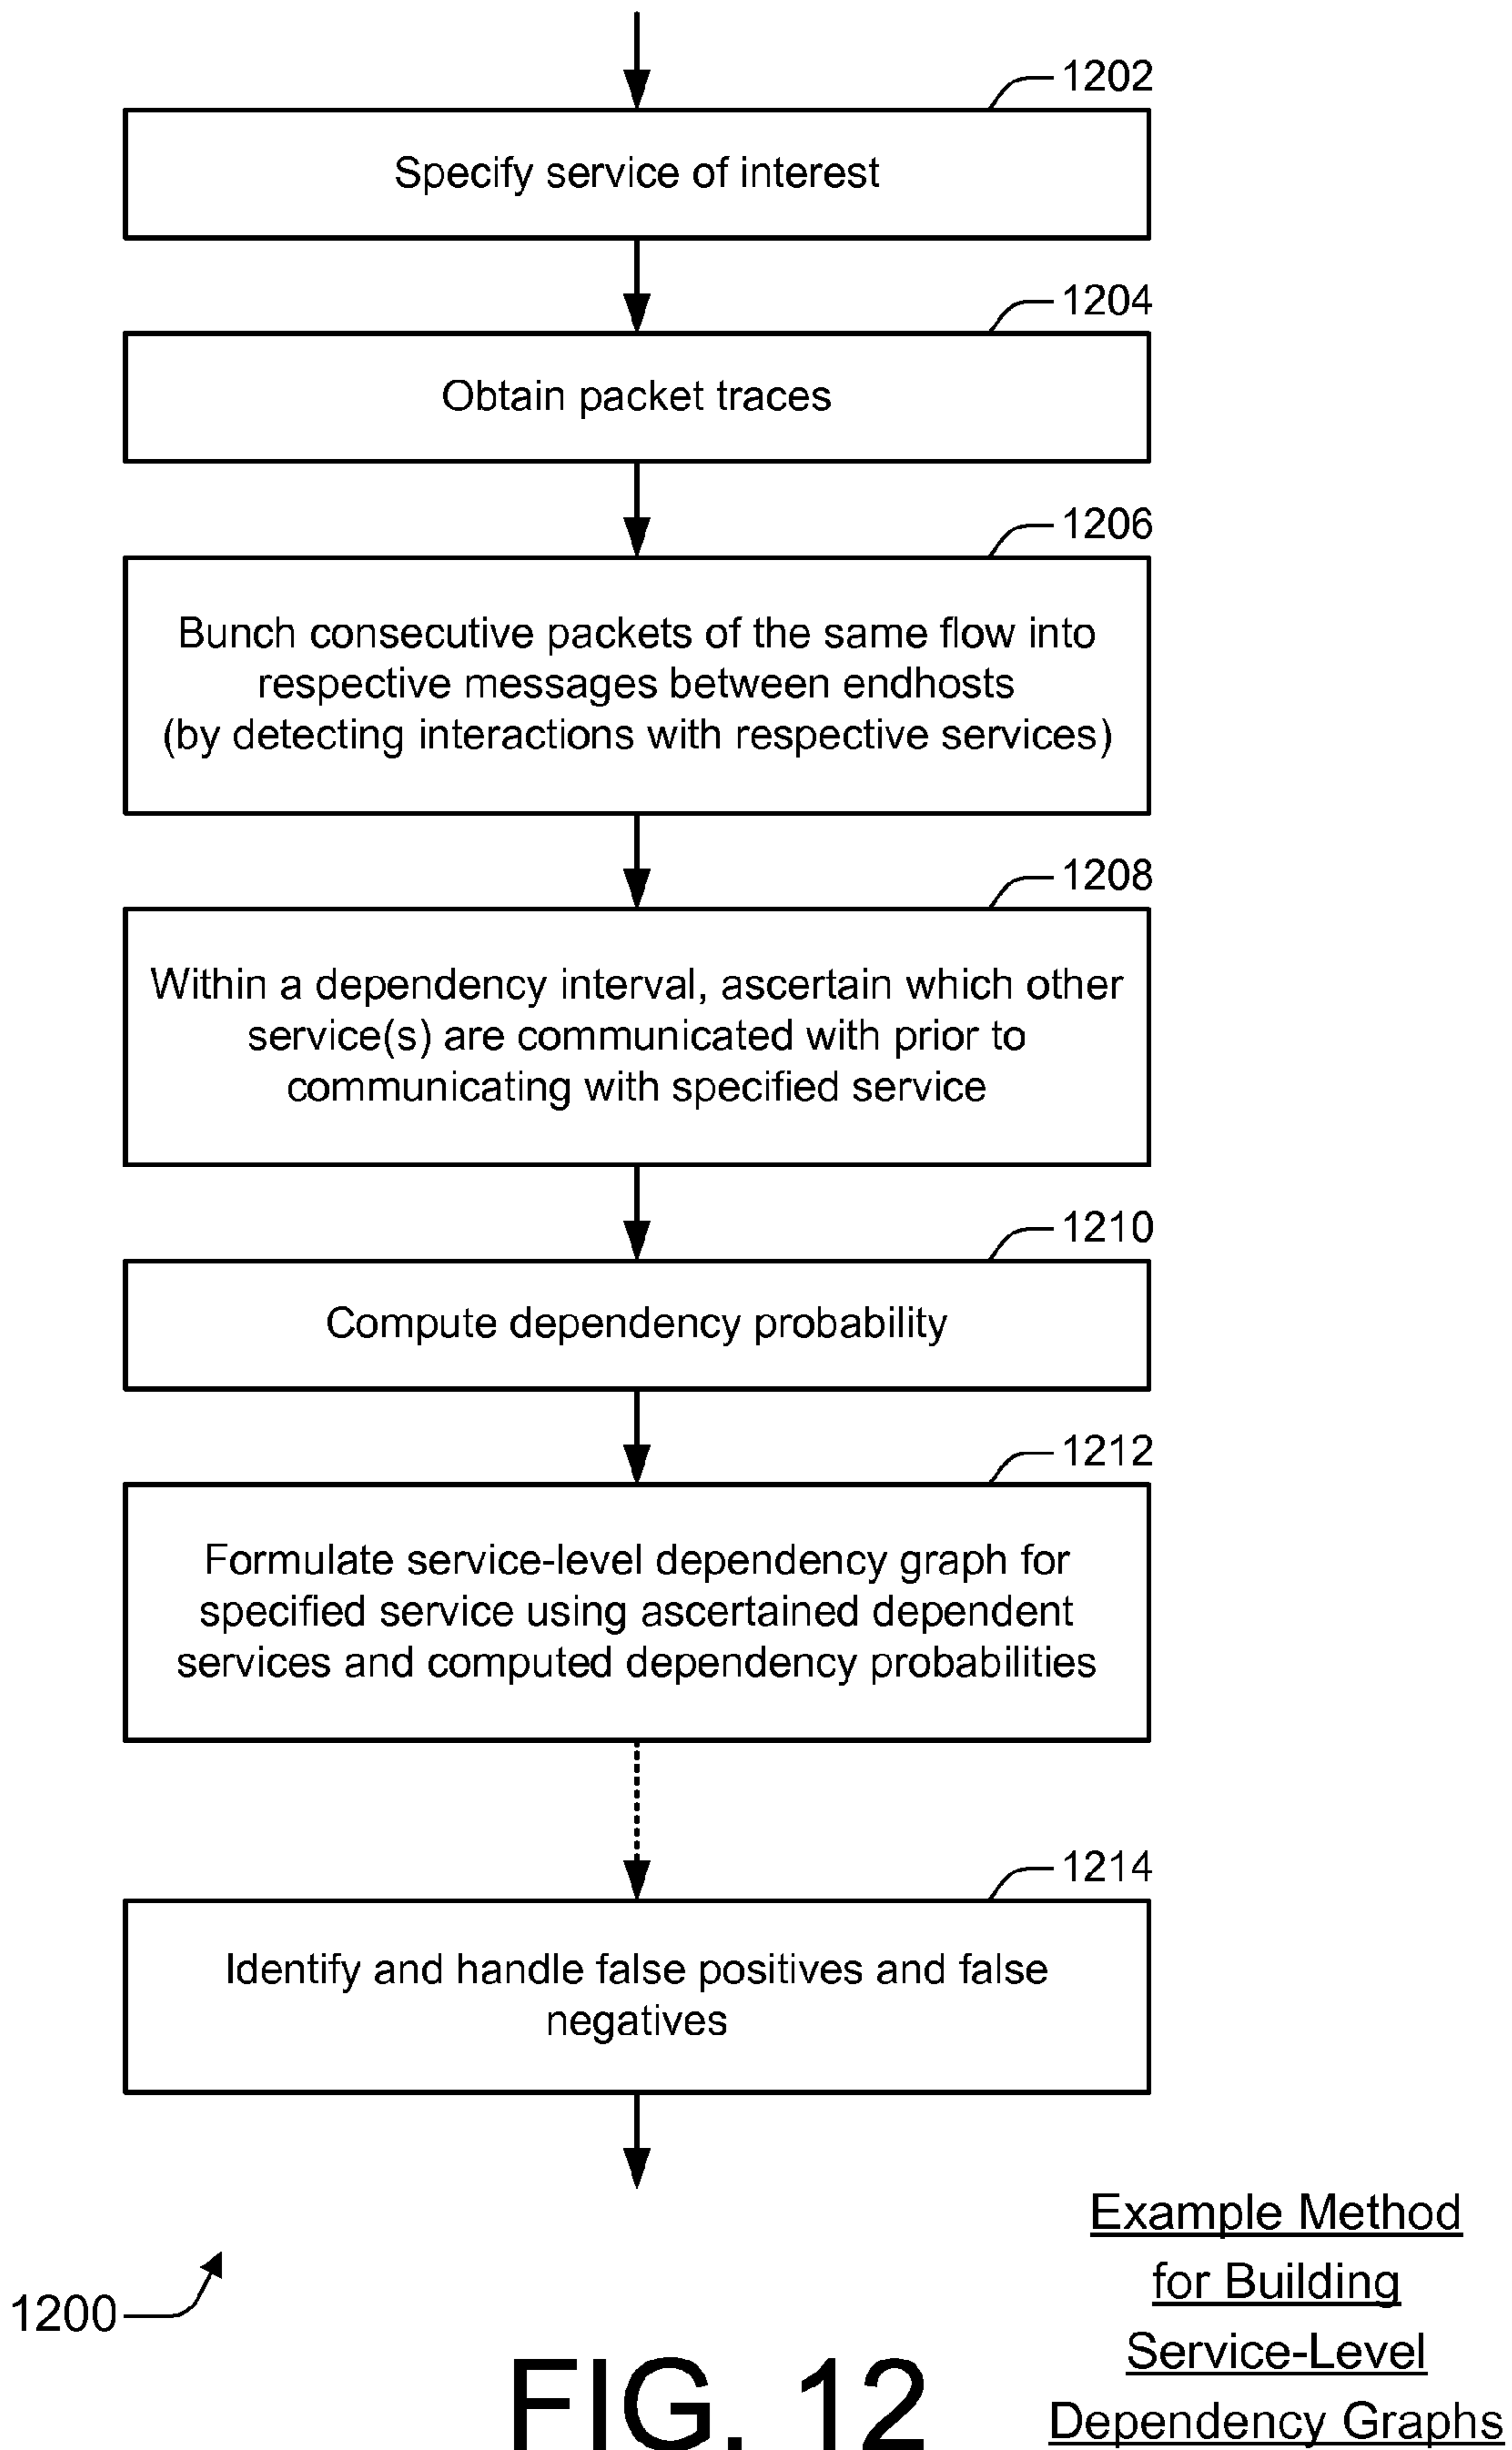 1202
Specify service of interest
1204
Obtain packet traces
1206
Bunch consecutive packets of the same flow into
respective messages between endhosts
(by detecting interactions with respective services)
1208
Within a dependency interval, ascertain which other
service(s) are communicated with prior to
communicating with specified service
1210
Compute dependency probability
1212
Formulate service-level dependency graph for
specified service using ascertained dependent
services and computed dependency probabilities
1214
Identify and handle false positives and false
negatives
1200
FIG. 12
Example Method
for Building
Service-Level
Dependency Graphs